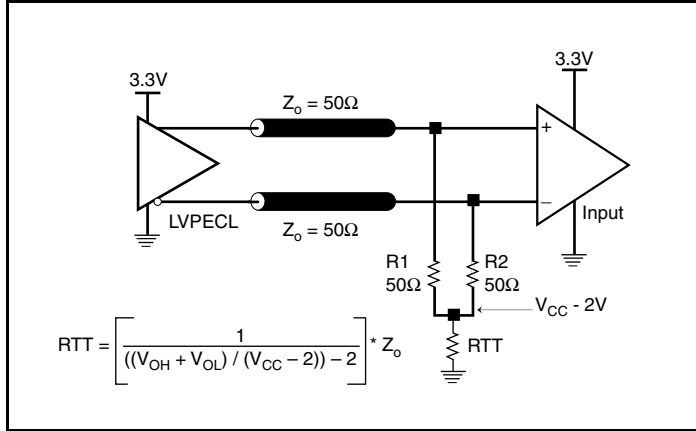 3.3V
3.3V
Zo = 50Ω
+
−
LVPECL
Input
Zo = 50Ω
R1
50Ω
R2
50Ω
VCC - 2V
RTT = [ 1 / ((VOH + VOL) / (VCC – 2)) – 2 ] * Zo
RTT